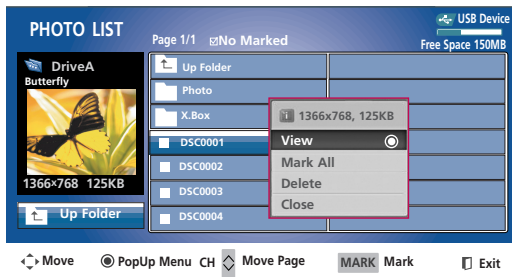 PHOTO LIST
Page 1/1 ☑No Marked
USB Device
Free Space 150MB
DriveA
Butterfly
1366x768 125KB
Up Folder
Up Folder
Photo
X.Box
DSC0001
DSC0002
DSC0003
DSC0004
1366x768, 125KB
View
Mark All
Delete
Close
Move
PopUp Menu
CH
Move Page
MARK Mark
Exit